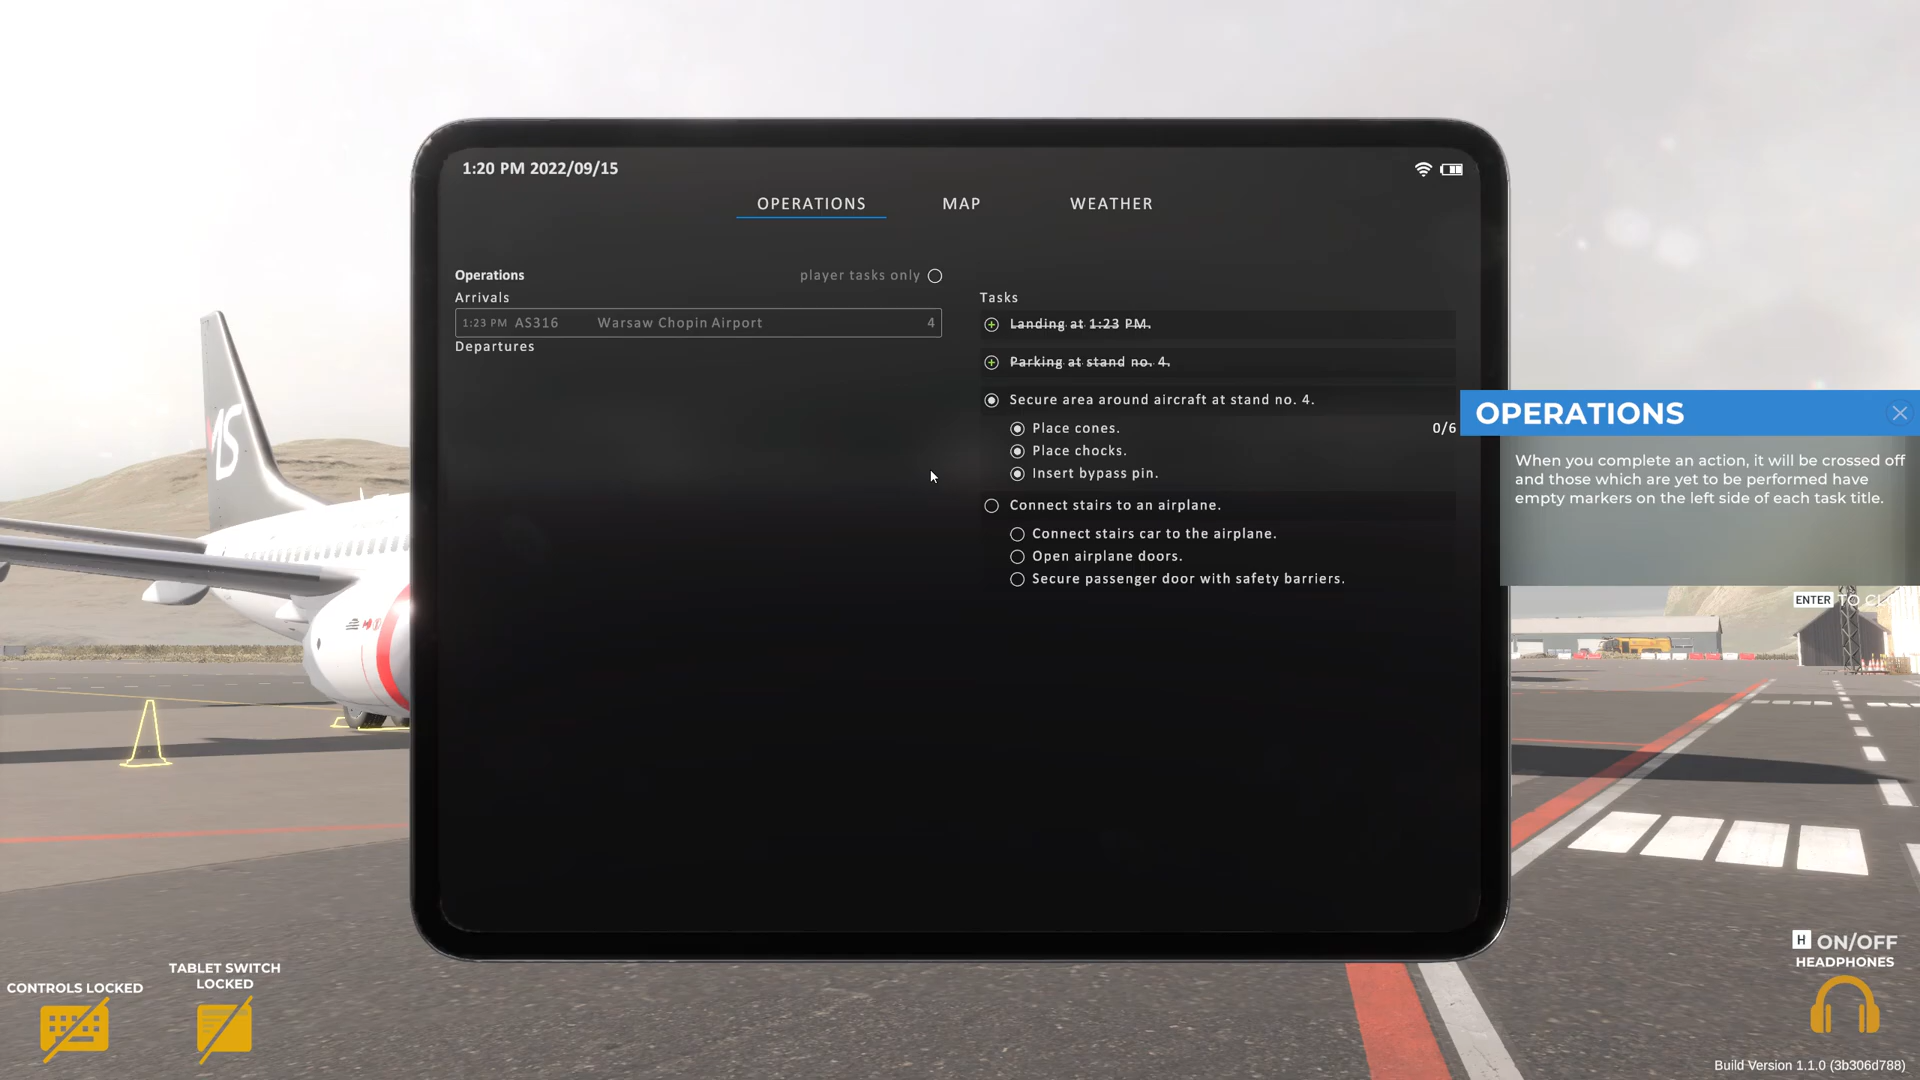 1:20 PM 2022/09/15
OPERATIONS
MAP
WEATHER
Operations
player tasks only
Arrivals
1:23 PM AS316 Warsaw Chopin Airport 4
Departures
Tasks
Landing at 1:23 PM.
Parking at stand no. 4.
Secure area around aircraft at stand no. 4.
Place cones. 0/6
Place chocks.
Insert bypass pin.
Connect stairs to an airplane.
Connect stairs car to the airplane.
Open airplane doors.
Secure passenger door with safety barriers.
OPERATIONS
When you complete an action, it will be crossed off
and those which are yet to be performed have
empty markers on the left side of each task title.
ENTER TO CL
AS
CONTROLS LOCKED
TABLET SWITCH
LOCKED
H ON/OFF
HEADPHONES
Build Version 1.1.0 (3b306d788)